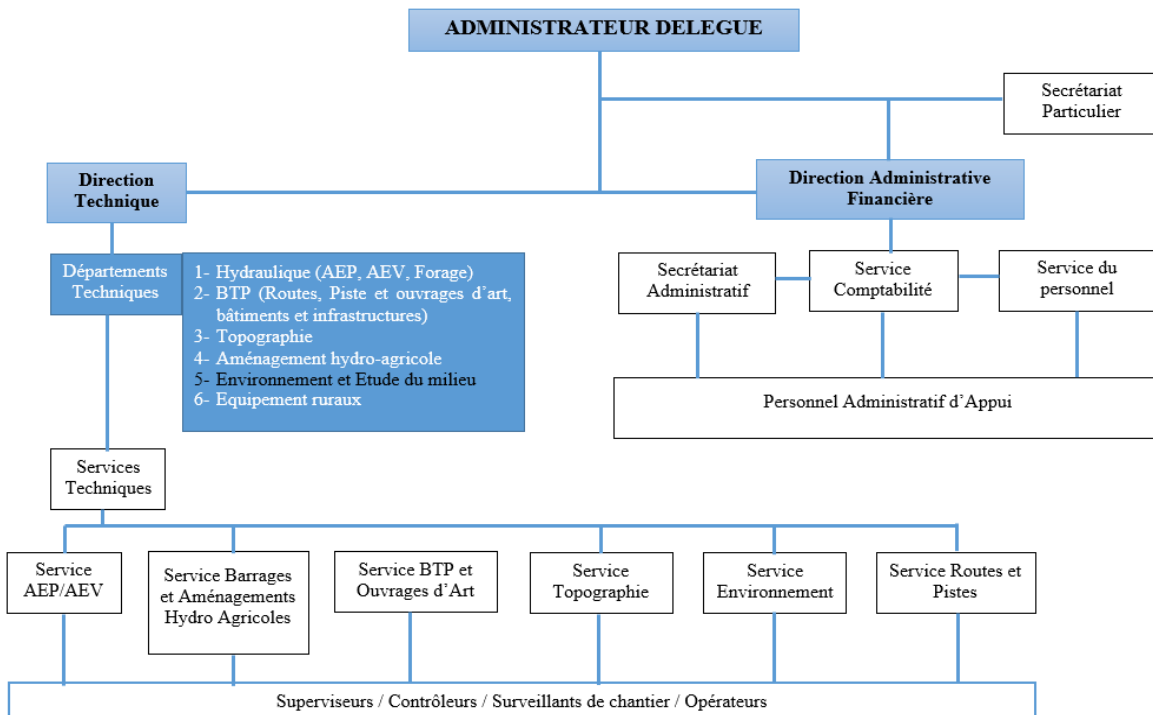 ADMINISTRATEUR DELEGUE
Secrétariat
Particulier
Direction
Technique
Direction Administrative
Financière
Départements
Techniques
1- Hydraulique (AEP, AEV, Forage)
2- BTP (Routes, Piste et ouvrages d’art,
bâtiments et infrastructures)
3- Topographie
4- Aménagement hydro-agricole
5- Environnement et Etude du milieu
6- Equipement ruraux
Secrétariat
Administratif
Service
Comptabilité
Service du
personnel
Personnel Administratif d’Appui
Services
Techniques
Service
AEP/AEV
Service Barrages
et Aménagements
Hydro Agricoles
Service BTP et
Ouvrages d’Art
Service
Topographie
Service
Environnement
Service Routes et
Pistes
Superviseurs / Contrôleurs / Surveillants de chantier / Opérateurs